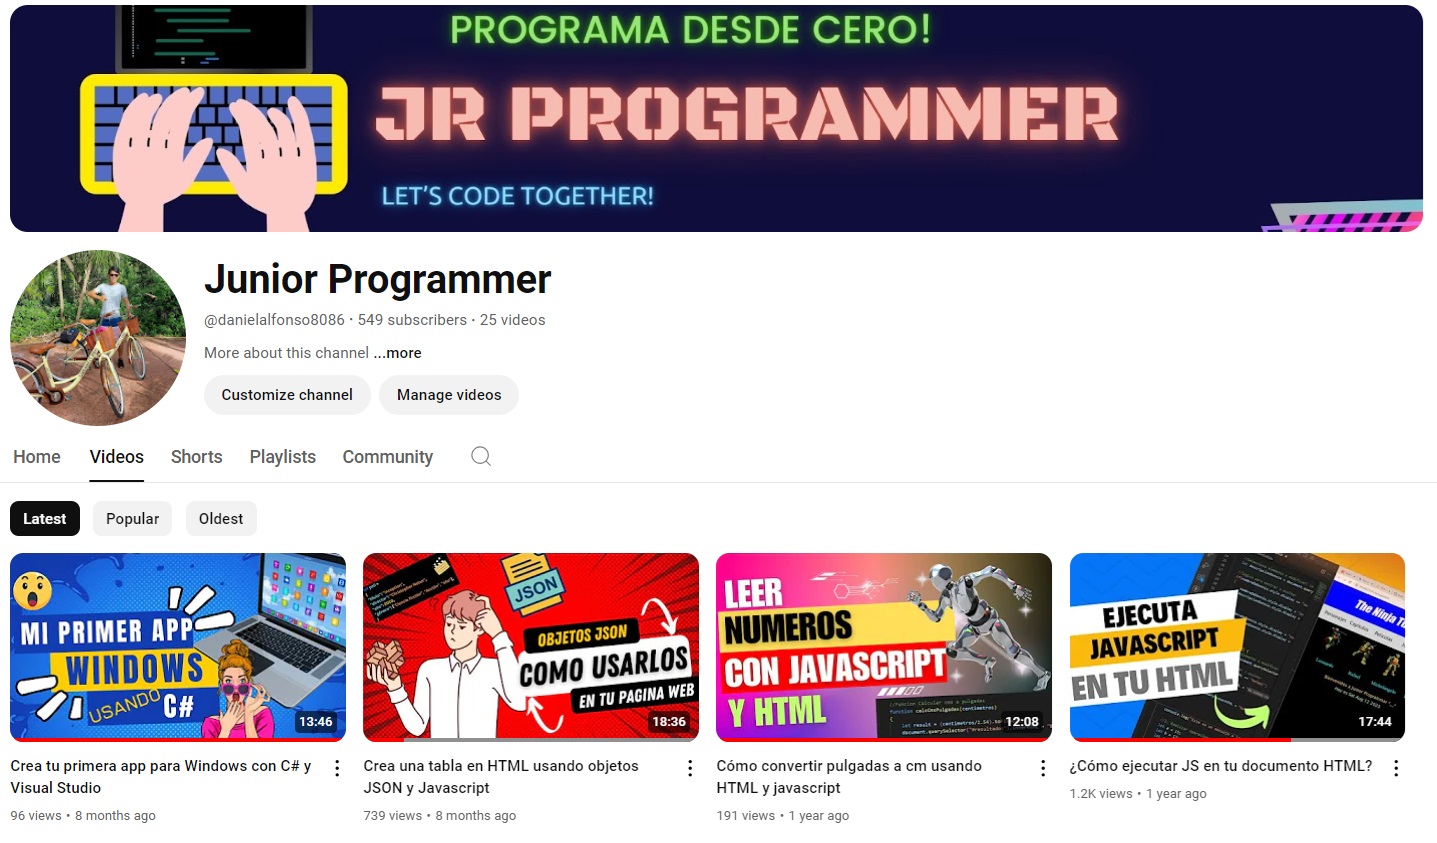 PROGRAMA DESDE CERO!
JR PROGRAMMER
LET'S CODE TOGETHER!
Junior Programmer
@danielalfonso8086 · 549 subscribers · 25 videos
More about this channel ...more
Customize channel
Manage videos
Home
Videos
Shorts
Playlists
Community
Latest
Popular
Oldest
MI PRIMER APP
WINDOWS
USANDO C#
13:46
JSON
OBJETOS JSON
COMO USARLOS
EN TU PAGINA WEB
18:36
LEER
NUMEROS
CON JAVASCRIPT
Y HTML
12:08
EJECUTA
JAVASCRIPT
EN TU HTML
17:44
Crea tu primera app para Windows con C# y
Visual Studio
96 views • 8 months ago
Crea una tabla en HTML usando objetos
JSON y Javascript
739 views • 8 months ago
Cómo convertir pulgadas a cm usando
HTML y javascript
191 views • 1 year ago
¿Cómo ejecutar JS en tu documento HTML?
1.2K views • 1 year ago